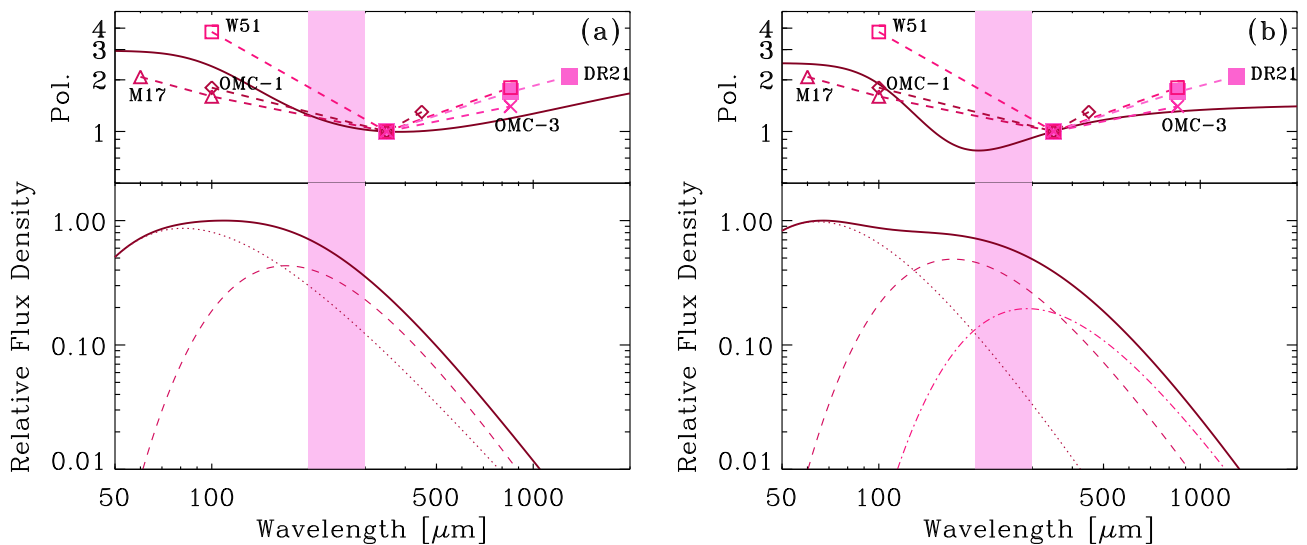 4
3
2
1
Pol.
W51
(a)
OMC-1
M17
DR21
OMC-3
1.00
0.10
0.01
Relative Flux Density
50
100
500
1000
Wavelength [μm]
4
3
2
1
Pol.
W51
(b)
OMC-1
M17
DR21
OMC-3
1.00
0.10
0.01
Relative Flux Density
50
100
500
1000
Wavelength [μm]